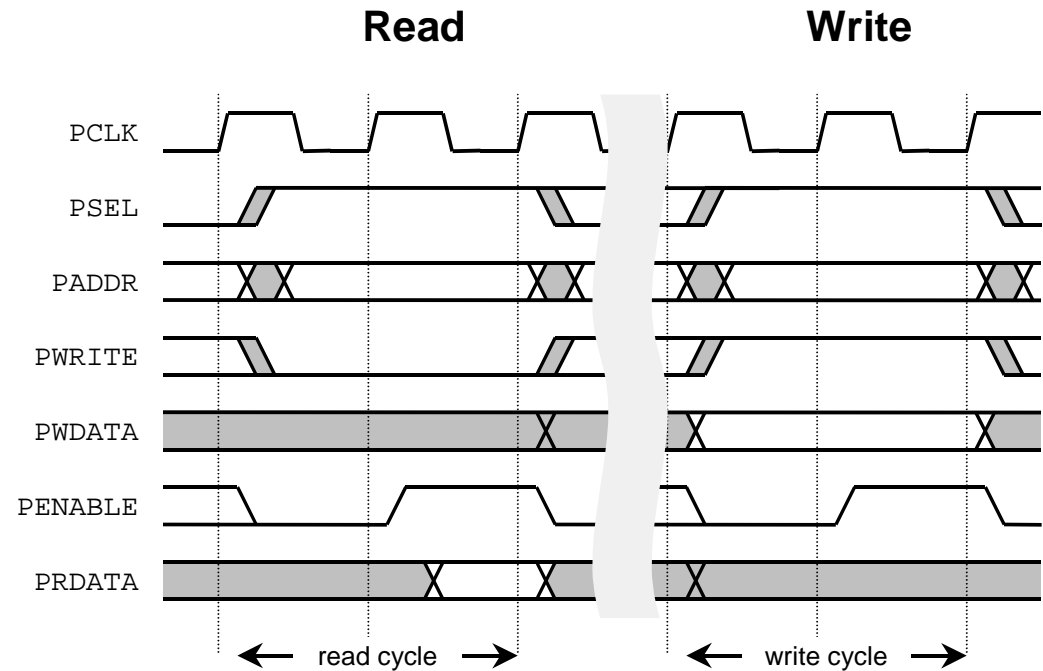 Read Write
PCLK
PSEL
PADDR
PWRITE
PWDATA
PENABLE
PRDATA
read cycle write cycle